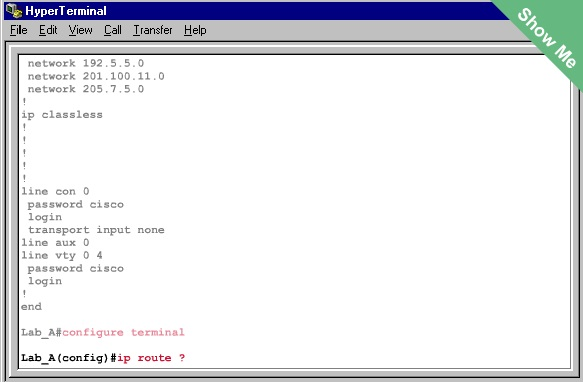 HyperTerminal
Show Me
File Edit View Call Transfer Help
network 192.5.5.0
network 201.100.11.0
network 205.7.5.0
!
ip classless
!
!
!
!
!
line con 0
password cisco
login
transport input none
line aux 0
line vty 0 4
password cisco
login
!
end
Lab_A#configure terminal
Lab_A(config)#ip route ?